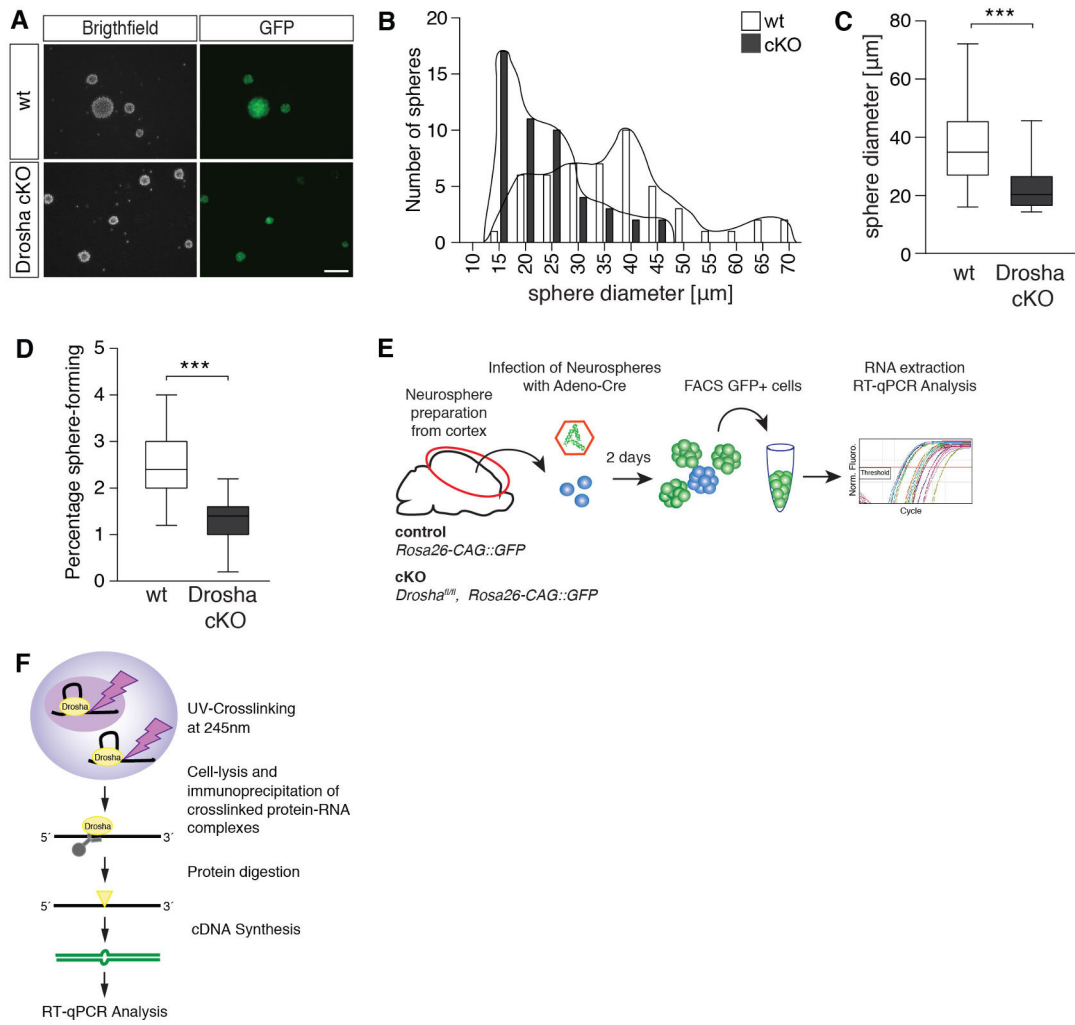 A
Brigthfield
GFP
wt
Drosha cKO
B
wt
cKO
Number of spheres
20
15
10
5
0
10
15
20
25
30
35
40
45
50
55
60
65
70
sphere diameter [µm]
C
***
sphere diameter [µm]
80
60
40
20
0
wt
Drosha
cKO
D
***
Percentage sphere-forming
5
4
3
2
1
0
wt
Drosha
cKO
E
Neurosphere
preparation
from cortex
Infection of Neurospheres
with Adeno-Cre
2 days
FACS GFP+ cells
RNA extraction
RT-qPCR Analysis
Norm. Fluoro.
Threshold
Cycle
control
Rosa26-CAG::GFP
cKO
Drosha^fl/fl, Rosa26-CAG::GFP
F
Drosha
Drosha
UV-Crosslinking
at 245nm
Cell-lysis and
immunoprecipitation of
crosslinked protein-RNA
complexes
Drosha
5´ 3´
Protein digestion
5´ 3´
cDNA Synthesis
RT-qPCR Analysis